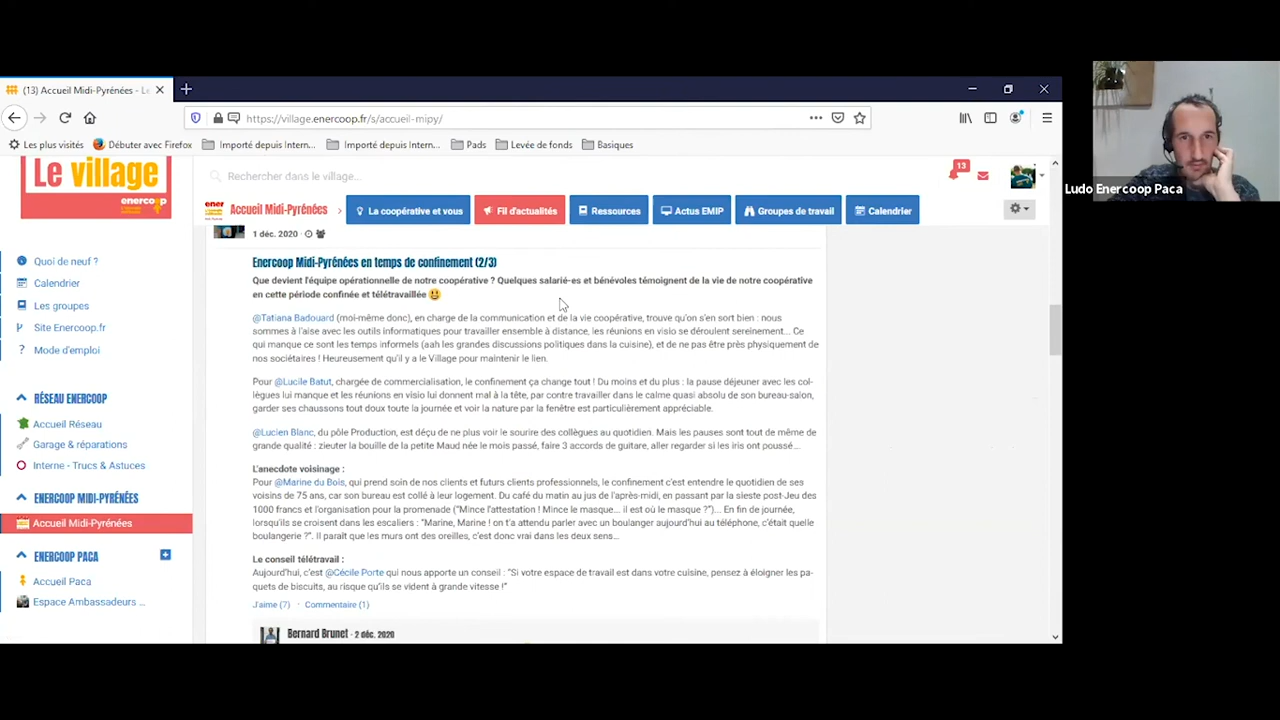 (13) Accueil Midi-Pyrénées - Le
https://village.enercoop.fr/s/accueil-mipy/
Les plus visités
Débuter avec Firefox
Importé depuis Intern...
Importé depuis Intern...
Pads
Levée de fonds
Basiques
Ludo Enercoop Paca
Le village
enercoop
Rechercher dans le village...
13
ener
Accueil Midi-Pyrénées
La coopérative et vous
Fil d'actualités
Ressources
Actus EMIP
Groupes de travail
Calendrier
Quoi de neuf ?
Calendrier
Les groupes
Site Enercoop.fr
Mode d'emploi
RÉSEAU ENERCOOP
Accueil Réseau
Garage & réparations
Interne - Trucs & Astuces
ENERCOOP MIDI-PYRÉNÉES
Accueil Midi-Pyrénées
ENERCOOP PACA
Accueil Paca
Espace Ambassadeurs ...
1 déc. 2020
Enercoop Midi-Pyrénées en temps de confinement (2/3)
Que devient l'équipe opérationnelle de notre coopérative ? Quelques salarié-es et bénévoles témoignent de la vie de notre coopérative
en cette période confinée et télétravaillée 😃
@Tatiana Badouard (moi-même donc), en charge de la communication et de la vie coopérative, trouve qu'on s'en sort bien : nous
sommes à l'aise avec les outils informatiques pour travailler ensemble à distance, les réunions en visio se déroulent sereinement... Ce
qui manque ce sont les temps informels (aah les grandes discussions politiques dans la cuisine), et de ne pas être près physiquement de
nos sociétaires ! Heureusement qu'il y a le Village pour maintenir le lien.
Pour @Lucile Batut, chargée de commercialisation, le confinement ça change tout ! Du moins et du plus : la pause déjeuner avec les col-
lègues lui manque et les réunions en visio lui donnent mal à la tête, par contre travailler dans le calme quasi absolu de son bureau-salon,
garder ses chaussons tout doux toute la journée et voir la nature par la fenêtre est particulièrement appréciable.
@Lucien Blanc, du pôle Production, est déçu de ne plus voir le sourire des collègues au quotidien. Mais les pauses sont tout de même de
grande qualité : zieuter la bouille de la petite Maud née le mois passé, faire 3 accords de guitare, aller regarder si les iris ont poussé...
L'anecdote voisinage :
Pour @Marine du Bois, qui prend soin de nos clients et futurs clients professionnels, le confinement c'est entendre le quotidien de ses
voisins de 75 ans, car son bureau est collé à leur logement. Du café du matin au jus de l'après-midi, en passant par la sieste post-Jeu des
1000 francs et l'organisation pour la promenade ("Mince l'attestation ! Mince le masque... il est où le masque ?")... En fin de journée,
lorsqu'ils se croisent dans les escaliers : "Marine, Marine ! on t'a attendu parler avec un boulanger aujourd'hui au téléphone, c'était quelle
boulangerie ?". Il paraît que les murs ont des oreilles, c'est donc vrai dans les deux sens...
Le conseil télétravail :
Aujourd'hui, c'est @Cécile Porte qui nous apporte un conseil : "Si votre espace de travail est dans votre cuisine, pensez à éloigner les pa-
quets de biscuits, au risque qu'ils se vident à grande vitesse !"
J'aime (7) · Commentaire (1)
Bernard Brunet · 2 déc. 2020